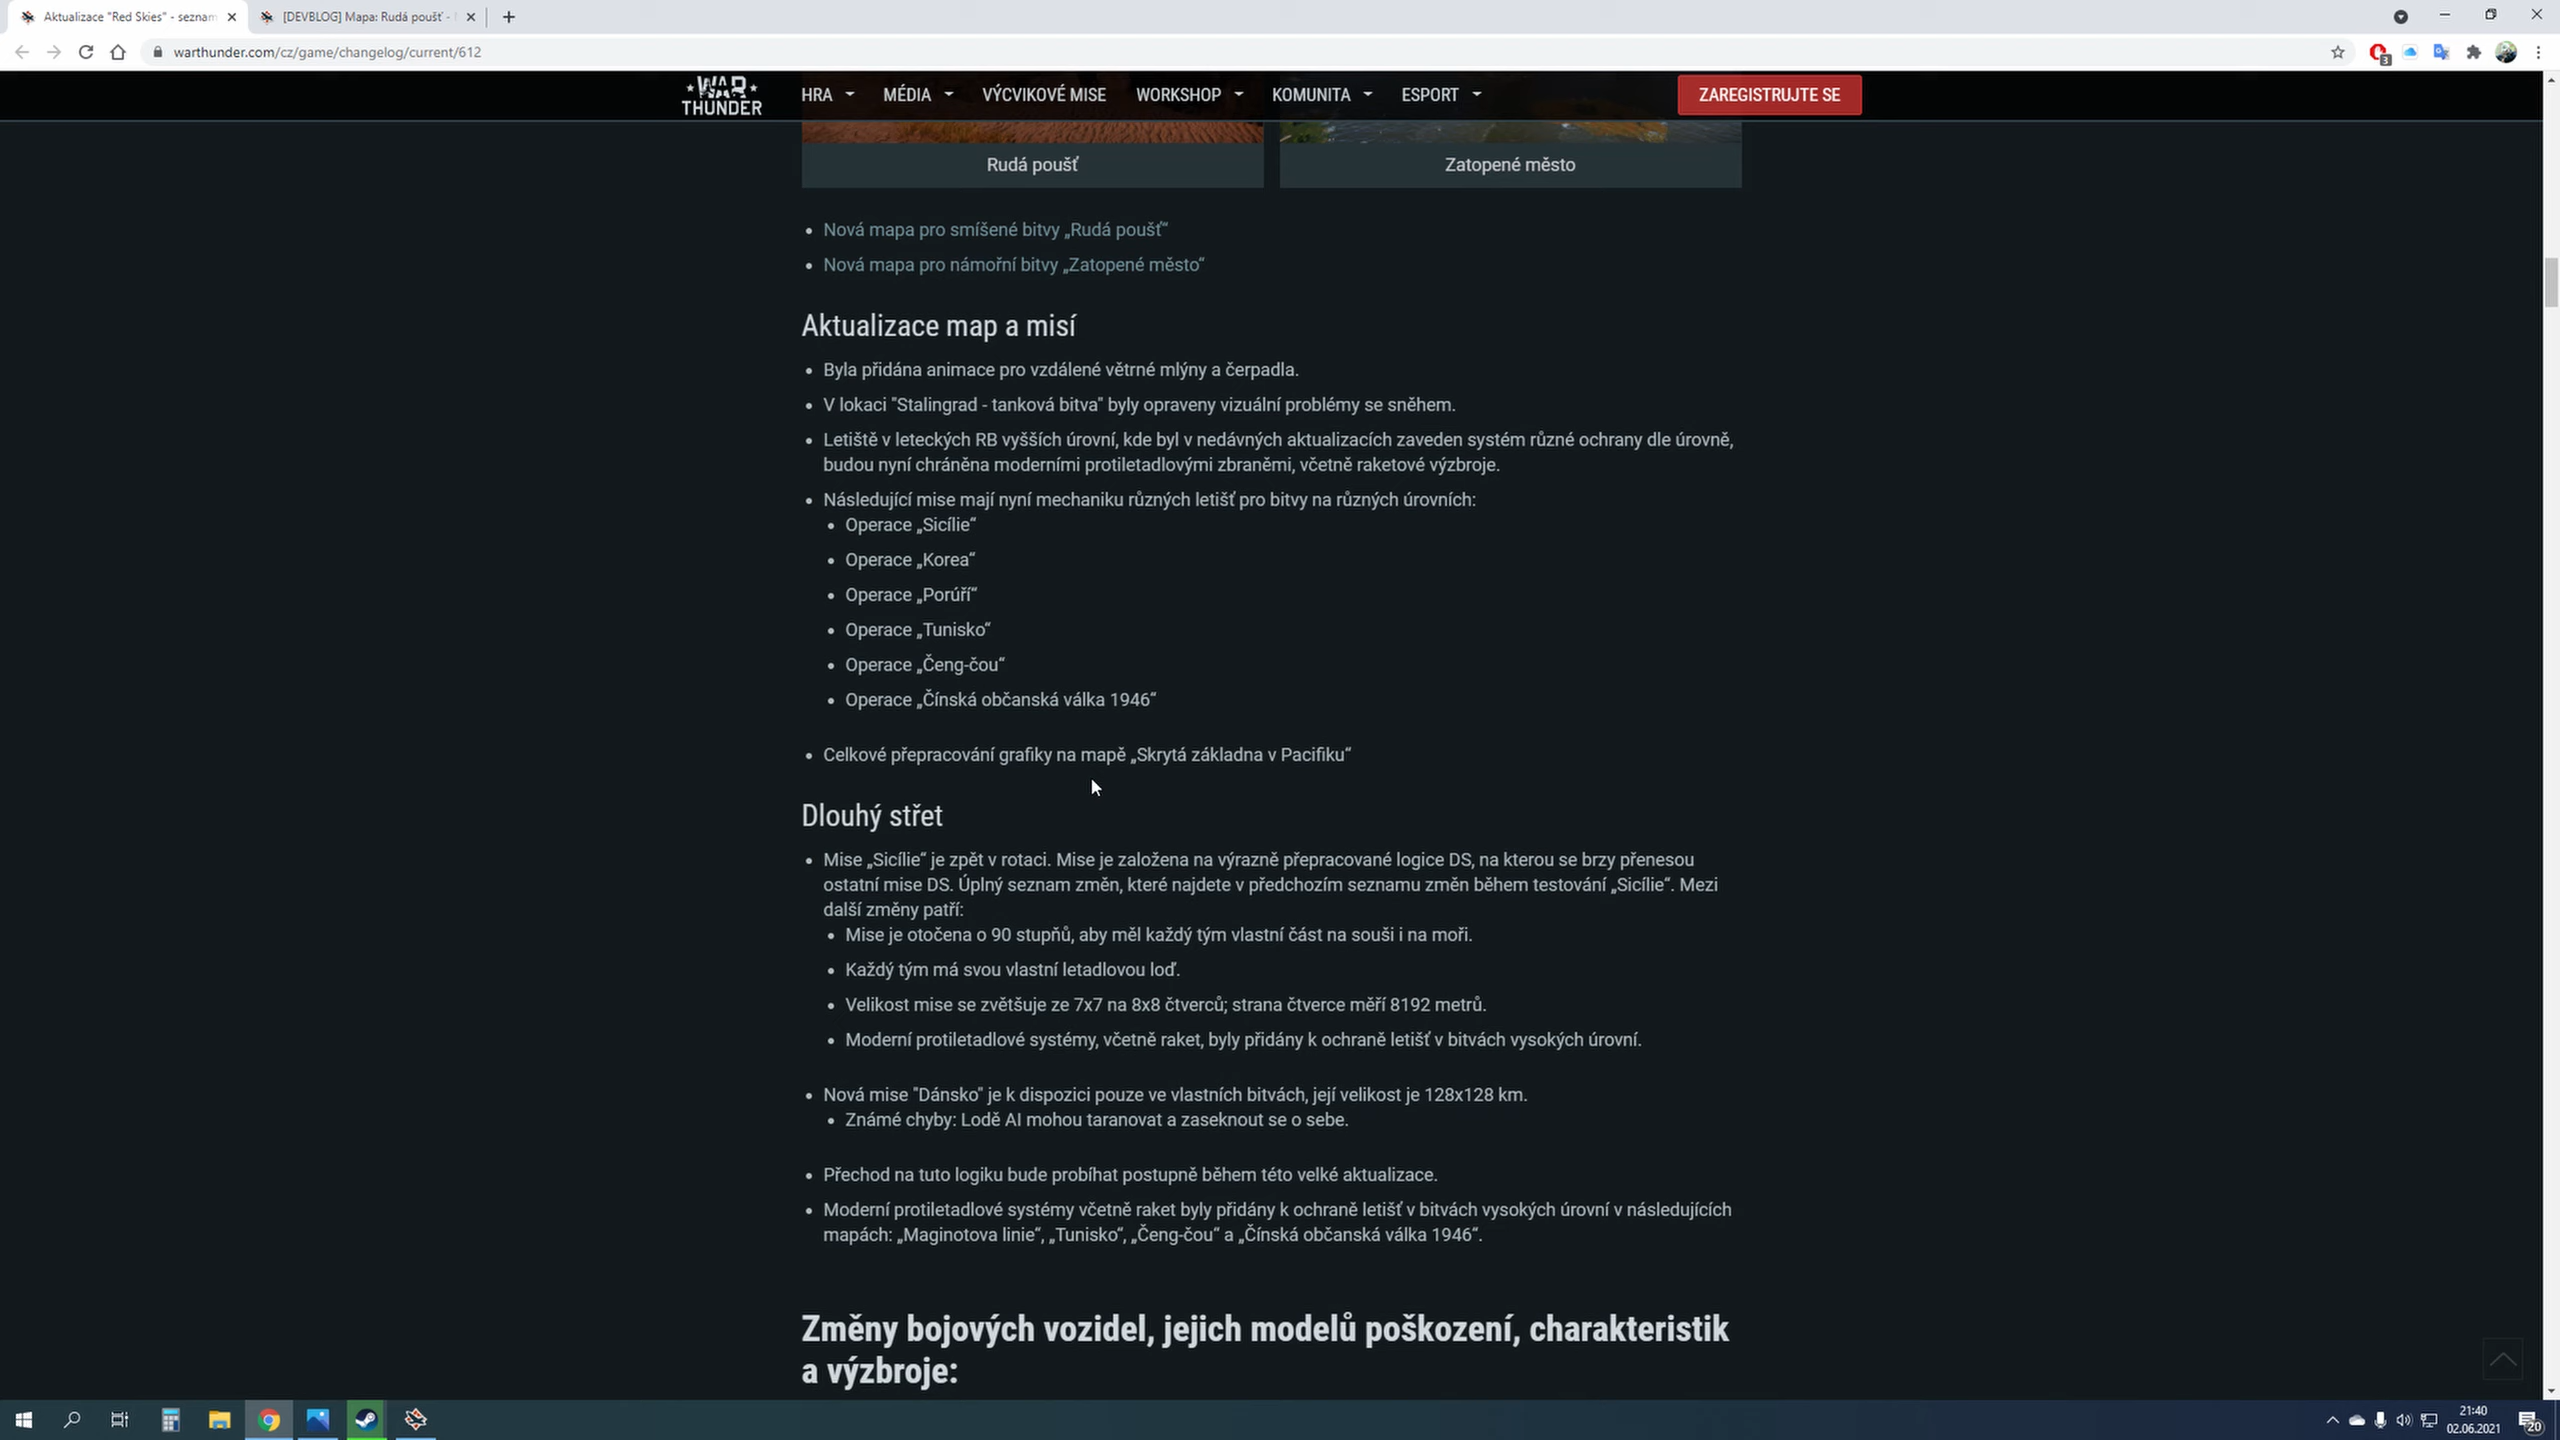 Aktualizace "Red Skies" - seznam
[DEVBLOG] Mapa: Rudá poušť -
warthunder.com/cz/game/changelog/current/612
3
WAR
THUNDER
HRA
MÉDIA
VÝCVIKOVÉ MISE
WORKSHOP
KOMUNITA
ESPORT
ZAREGISTRUJTE SE
Rudá poušť
Zatopené město
Nová mapa pro smíšené bitvy „Rudá poušť“
Nová mapa pro námořní bitvy „Zatopené město“
Aktualizace map a misí
Byla přidána animace pro vzdálené větrné mlýny a čerpadla.
V lokaci "Stalingrad - tanková bitva" byly opraveny vizuální problémy se sněhem.
Letiště v leteckých RB vyšších úrovní, kde byl v nedávných aktualizacích zaveden systém různé ochrany dle úrovně,
budou nyní chráněna moderními protiletadlovými zbraněmi, včetně raketové výzbroje.
Následující mise mají nyní mechaniku různých letišť pro bitvy na různých úrovních:
Operace „Sicílie“
Operace „Korea“
Operace „Porúří“
Operace „Tunisko“
Operace „Čeng-čou“
Operace „Čínská občanská válka 1946“
Celkové přepracování grafiky na mapě „Skrytá základna v Pacifiku“
Dlouhý střet
Mise „Sicílie“ je zpět v rotaci. Mise je založena na výrazně přepracované logice DS, na kterou se brzy přenesou
ostatní mise DS. Úplný seznam změn, které najdete v předchozím seznamu změn během testování „Sicílie“. Mezi
další změny patří:
Mise je otočena o 90 stupňů, aby měl každý tým vlastní část na souši i na moři.
Každý tým má svou vlastní letadlovou loď.
Velikost mise se zvětšuje ze 7x7 na 8x8 čtverců; strana čtverce měří 8192 metrů.
Moderní protiletadlové systémy, včetně raket, byly přidány k ochraně letišť v bitvách vysokých úrovní.
Nová mise "Dánsko" je k dispozici pouze ve vlastních bitvách, její velikost je 128x128 km.
Známé chyby: Lodě AI mohou taranovat a zaseknout se o sebe.
Přechod na tuto logiku bude probíhat postupně během této velké aktualizace.
Moderní protiletadlové systémy včetně raket byly přidány k ochraně letišť v bitvách vysokých úrovní v následujících
mapách: „Maginotova linie“, „Tunisko“, „Čeng-čou“ a „Čínská občanská válka 1946“.
Změny bojových vozidel, jejich modelů poškození, charakteristik
a výzbroje:
21:40
02.06.2021
20